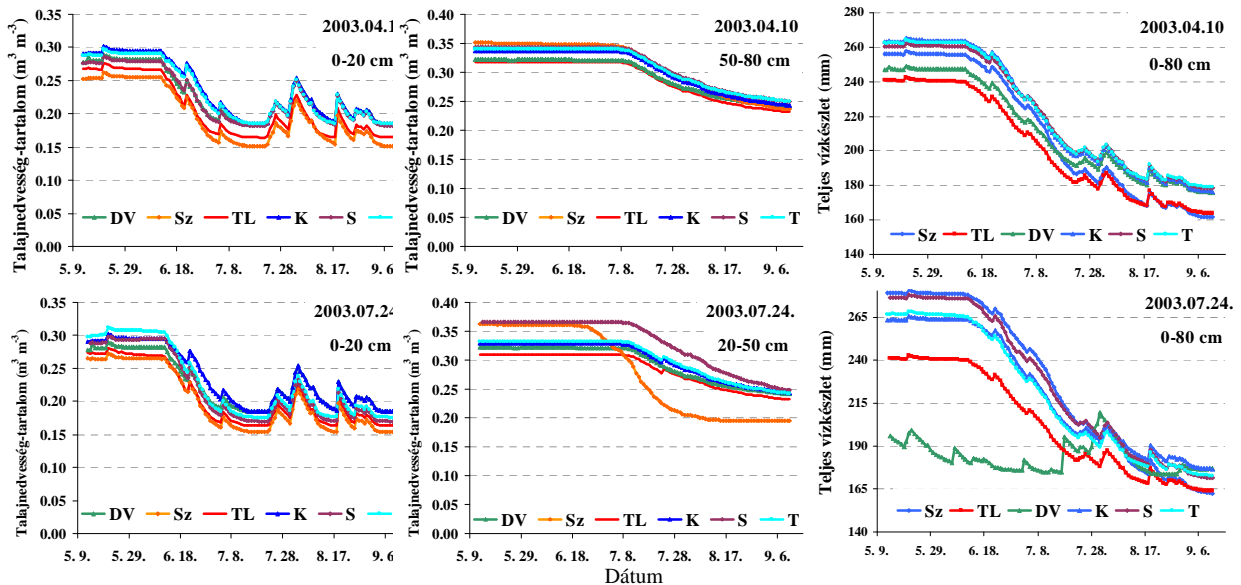 Talajnedvesség-tartalom (m³ m⁻³)
0.35
0.30
0.25
0.20
0.15
0.10
0.05
0.00
2003.04.1
0-20 cm
DV Sz TL K S
5. 9. 5. 29. 6. 18. 7. 8. 7. 28. 8. 17. 9. 6.
Talajnedvesség-tartalom (m³ m⁻³)
0.40
0.35
0.30
0.25
0.20
0.15
0.10
0.05
0.00
2003.04.10
50-80 cm
DV Sz TL K S T
5. 9. 5. 29. 6. 18. 7. 8. 7. 28. 8. 17. 9. 6.
Teljes vízkészlet (mm)
280
260
240
220
200
180
160
140
2003.04.10
0-80 cm
Sz TL DV K S T
5. 9. 5. 29. 6. 18. 7. 8. 7. 28. 8. 17. 9. 6.
Talajnedvesség-tartalom (m³ m⁻³)
0.35
0.30
0.25
0.20
0.15
0.10
0.05
0.00
2003.07.24
0-20 cm
DV Sz TL K S
5. 9. 5. 29. 6. 18. 7. 8. 7. 28. 8. 17. 9. 6.
Talajnedvesség-tartalom (m³ m⁻³)
0.40
0.35
0.30
0.25
0.20
0.15
0.10
0.05
0.00
2003.07.24.
20-50 cm
DV Sz TL K S T
5. 9. 5. 29. 6. 18. 7. 8. 7. 28. 8. 17. 9. 6.
Dátum
Teljes vízkészlet (mm)
265
240
215
190
165
140
2003.07.24.
0-80 cm
Sz TL DV K S T
5. 9. 5. 29. 6. 18. 7. 8. 7. 28. 8. 17. 9. 6.